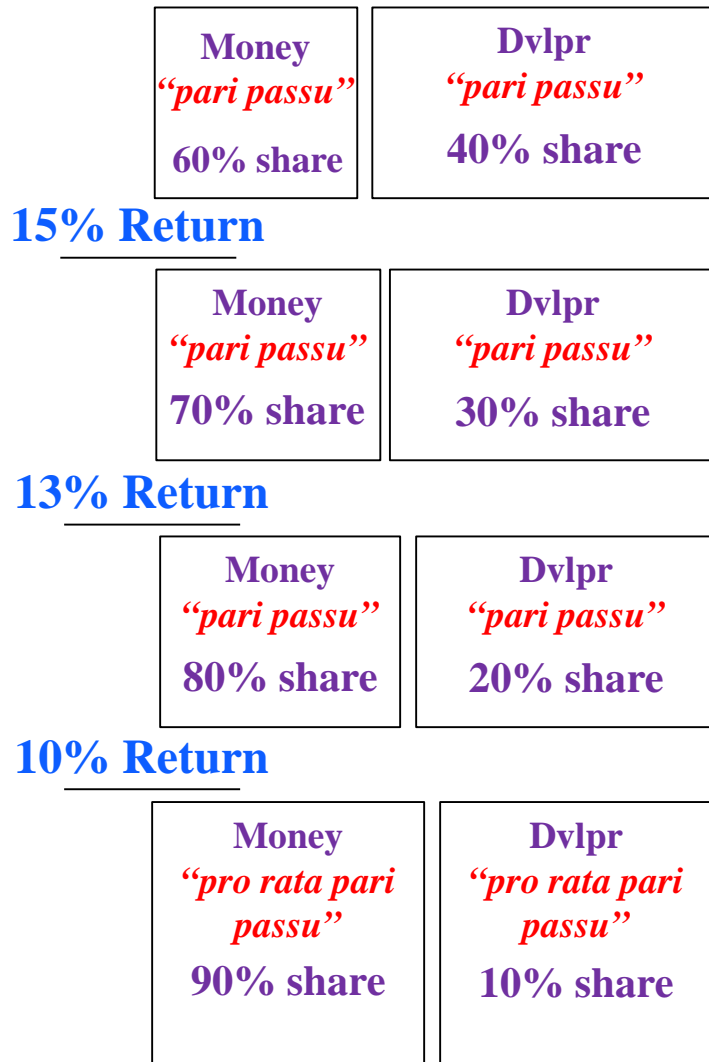 Money
“pari passu”
60% share
Dvlpr
“pari passu”
40% share
15% Return
Money
“pari passu”
70% share
Dvlpr
“pari passu”
30% share
13% Return
Money
“pari passu”
80% share
Dvlpr
“pari passu”
20% share
10% Return
Money
“pro rata pari
passu”
90% share
Dvlpr
“pro rata pari
passu”
10% share